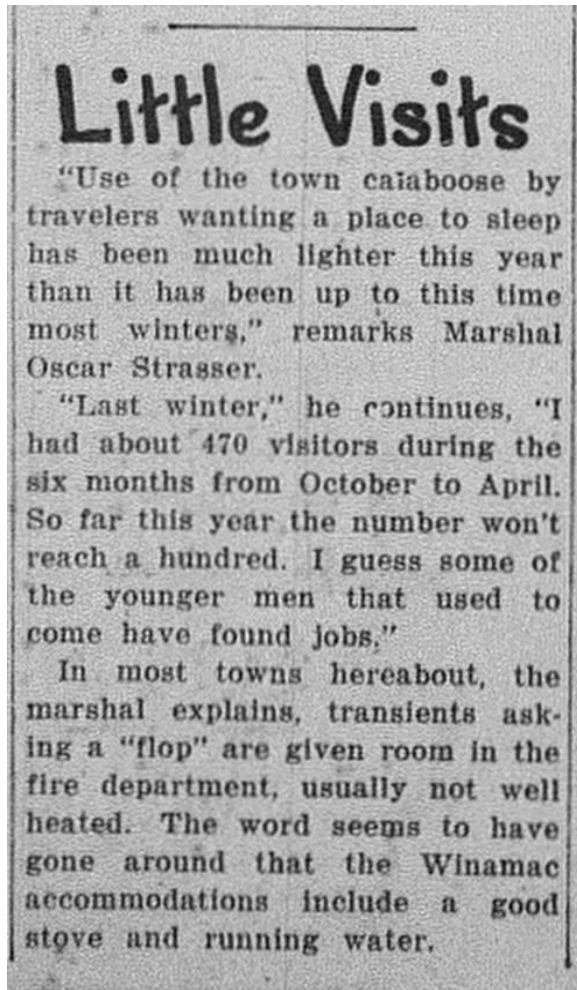 Little Visits
"Use of the town calaboose by
travelers wanting a place to sleep
has been much lighter this year
than it has been up to this time
most winters," remarks Marshal
Oscar Strasser.
"Last winter," he continues, "I
had about 470 visitors during the
six months from October to April.
So far this year the number won't
reach a hundred. I guess some of
the younger men that used to
come have found jobs."
In most towns hereabout, the
marshal explains, transients ask-
ing a "flop" are given room in the
fire department, usually not well
heated. The word seems to have
gone around that the Winamac
accommodations include a good
stove and running water.